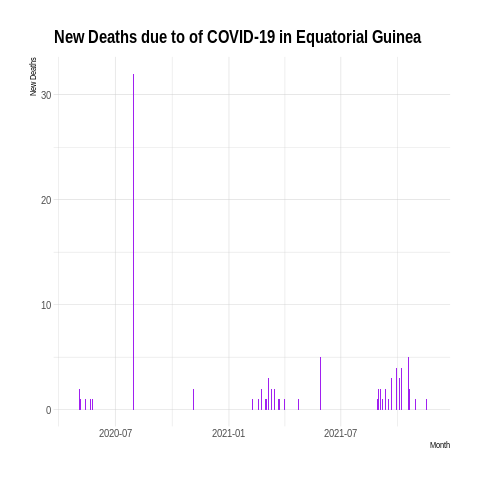 New Deaths due to of COVID-19 in Equatorial Guinea
New Deaths
30
20
10
0
2020-07
2021-01
2021-07
Month